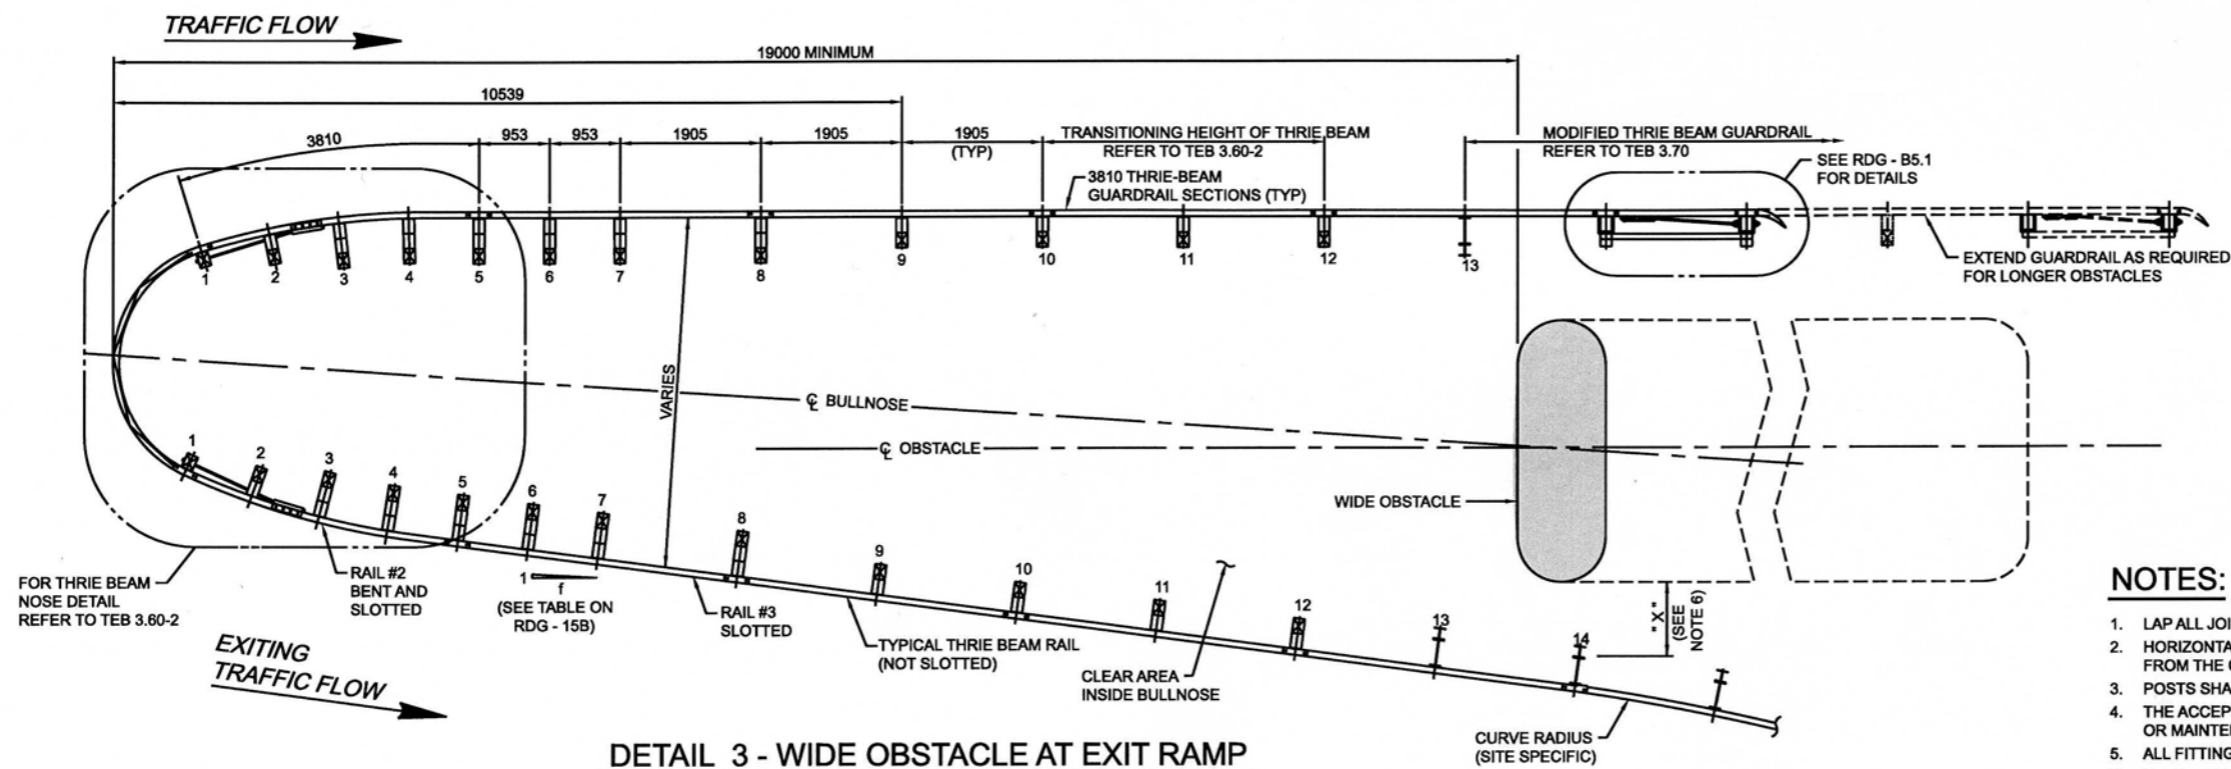 TRAFFIC FLOW
19000 MINIMUM
10539
3810
953
953
1905
1905
1905
(TYP)
TRANSITIONING HEIGHT OF THRIE BEAM
REFER TO TEB 3.60-2
MODIFIED THRIE BEAM GUARDRAIL
REFER TO TEB 3.70
SEE RDG - B5.1
FOR DETAILS
3810 THRIE-BEAM
GUARDRAIL SECTIONS (TYP)
1
2
3
4
5
6
7
8
9
10
11
12
13
EXTEND GUARDRAIL AS REQUIRED
FOR LONGER OBSTACLES
VARIES
℄ BULLNOSE
℄ OBSTACLE
WIDE OBSTACLE
1
2
3
4
5
6
7
8
9
10
11
12
13
14
FOR THRIE BEAM
NOSE DETAIL
REFER TO TEB 3.60-2
RAIL #2
BENT AND
SLOTTED
1
f
(SEE TABLE ON
RDG - 15B)
RAIL #3
SLOTTED
TYPICAL THRIE BEAM RAIL
(NOT SLOTTED)
CLEAR AREA
INSIDE BULLNOSE
" X "
(SEE
NOTE 6)
EXITING
TRAFFIC FLOW
CURVE RADIUS
(SITE SPECIFIC)
DETAIL 3 - WIDE OBSTACLE AT EXIT RAMP
NOTES:
1. LAP ALL JOI
2. HORIZONTA
FROM THE
3. POSTS SHA
4. THE ACCEP
OR MAINTE
5. ALL FITTING